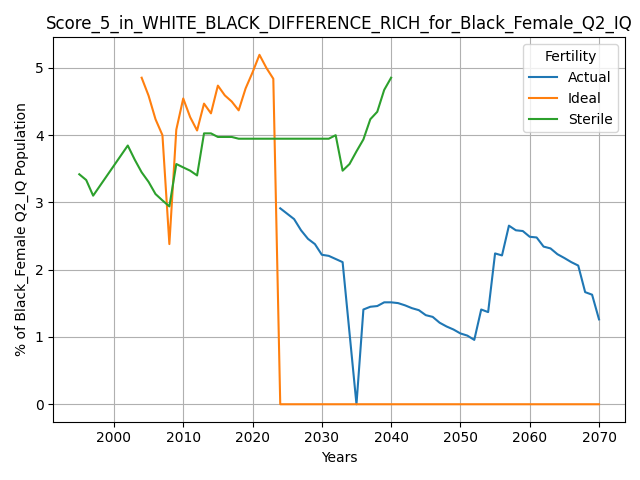 Score_5_in_WHITE_BLACK_DIFFERENCE_RICH_for_Black_Female_Q2_IQ
Fertility
Actual
Ideal
Sterile
% of Black_Female Q2_IQ Population
5
4
3
2
1
0
2000 2010 2020 2030 2040 2050 2060 2070
Years